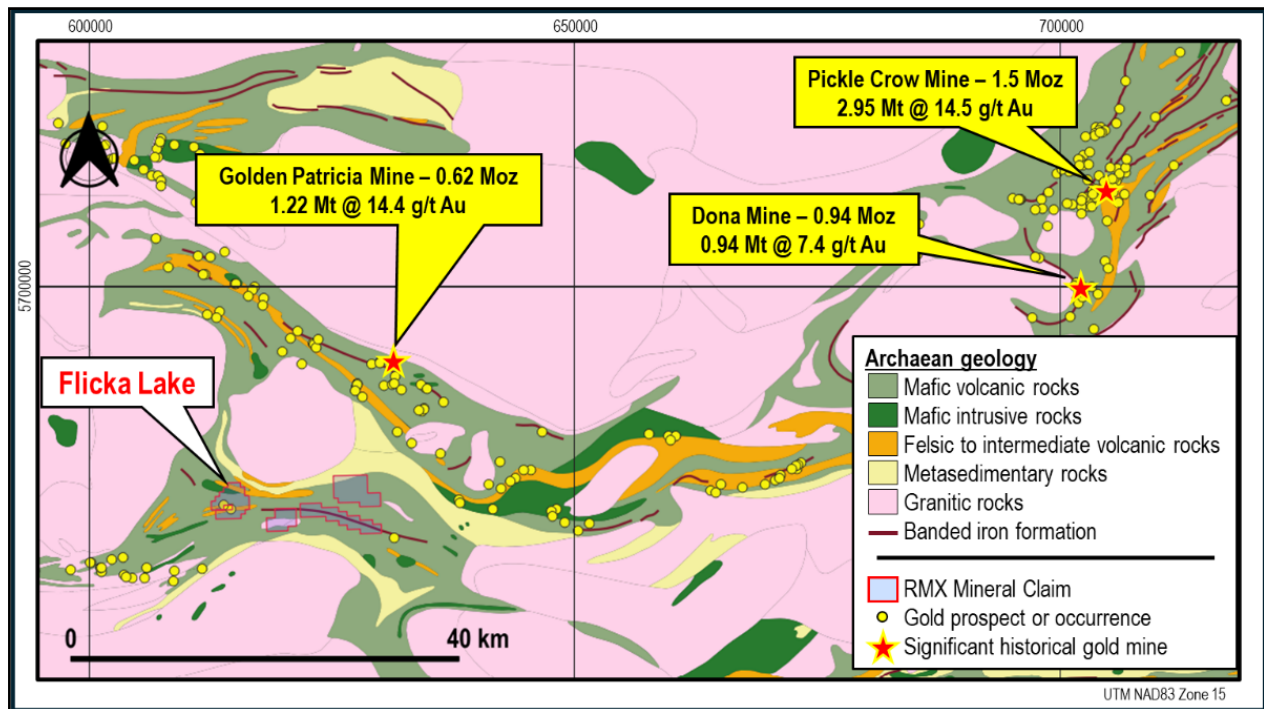 600000
650000
700000
5700000
Pickle Crow Mine – 1.5 Moz
2.95 Mt @ 14.5 g/t Au
Golden Patricia Mine – 0.62 Moz
1.22 Mt @ 14.4 g/t Au
Dona Mine – 0.94 Moz
0.94 Mt @ 7.4 g/t Au
Flicka Lake
Archaean geology
Mafic volcanic rocks
Mafic intrusive rocks
Felsic to intermediate volcanic rocks
Metasedimentary rocks
Granitic rocks
Banded iron formation
RMX Mineral Claim
Gold prospect or occurrence
Significant historical gold mine
0
40 km
UTM NAD83 Zone 15